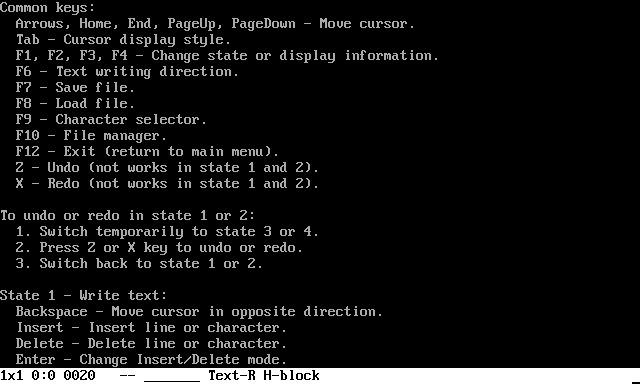 Common keys:
Arrows, Home, End, PageUp, PageDown - Move cursor.
Tab - Cursor display style.
F1, F2, F3, F4 - Change state or display information.
F6 - Text writing direction.
F7 - Save file.
F8 - Load file.
F9 - Character selector.
F10 - File manager.
F12 - Exit (return to main menu).
Z - Undo (not works in state 1 and 2).
X - Redo (not works in state 1 and 2).
To undo or redo in state 1 or 2:
1. Switch temporarily to state 3 or 4.
2. Press Z or X key to undo or redo.
3. Switch back to state 1 or 2.
State 1 - Write text:
Backspace - Move cursor in opposite direction.
Insert - Insert line or character.
Delete - Delete line or character.
Enter - Change Insert/Delete mode.
1x1 0:0 0020 -- ______ Text-R H-block